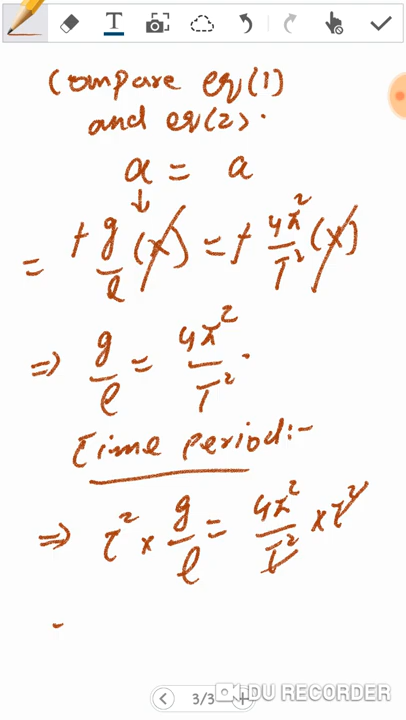 T
Compare eq(1)
and eq(2).
a = a
↓
= + g/l (x) = + 4π²/T² (x)
⇒ g/l = 4π²/T².
Time period:-
⇒ T² × g/l = 4π²/T² × T²
3/3
DU RECORDER